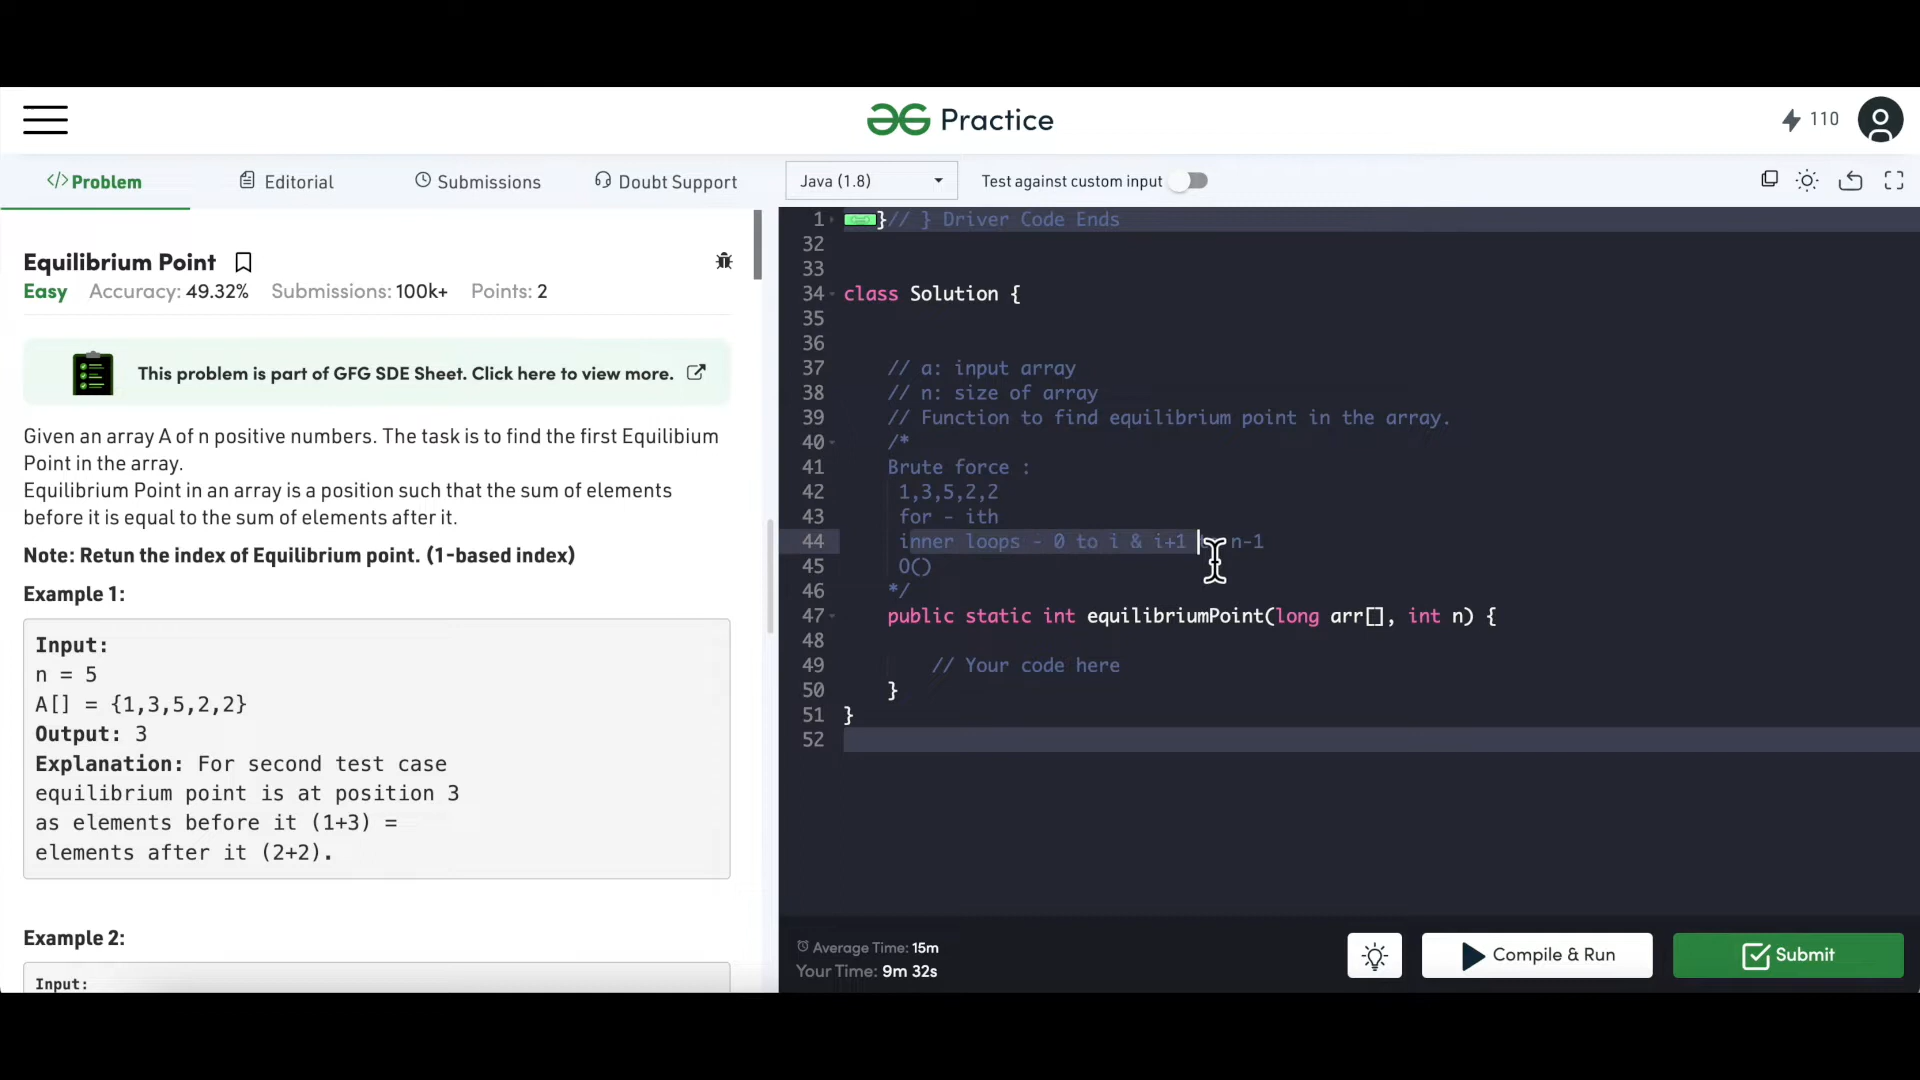 Practice
110
</> Problem
Editorial
Submissions
Doubt Support
Java (1.8)
Test against custom input
Equilibrium Point
Easy Accuracy: 49.32% Submissions: 100k+ Points: 2
This problem is part of GFG SDE Sheet. Click here to view more.
Given an array A of n positive numbers. The task is to find the first Equilibium
Point in the array.
Equilibrium Point in an array is a position such that the sum of elements
before it is equal to the sum of elements after it.
Note: Retun the index of Equilibrium point. (1-based index)
Example 1:
Input:
n = 5
A[] = {1,3,5,2,2}
Output: 3
Explanation: For second test case
equilibrium point is at position 3
as elements before it (1+3) =
elements after it (2+2).
Example 2:
Input:
1 }// } Driver Code Ends
32
33
34 class Solution {
35
36
37 // a: input array
38 // n: size of array
39 // Function to find equilibrium point in the array.
40 /*
41 Brute force :
42 1,3,5,2,2
43 for - ith
44 inner loops - 0 to i & i+1 n-1
45 O()
46 */
47 public static int equilibriumPoint(long arr[], int n) {
48
49 // Your code here
50 }
51 }
52
Average Time: 15m
Your Time: 9m 32s
Compile & Run
Submit